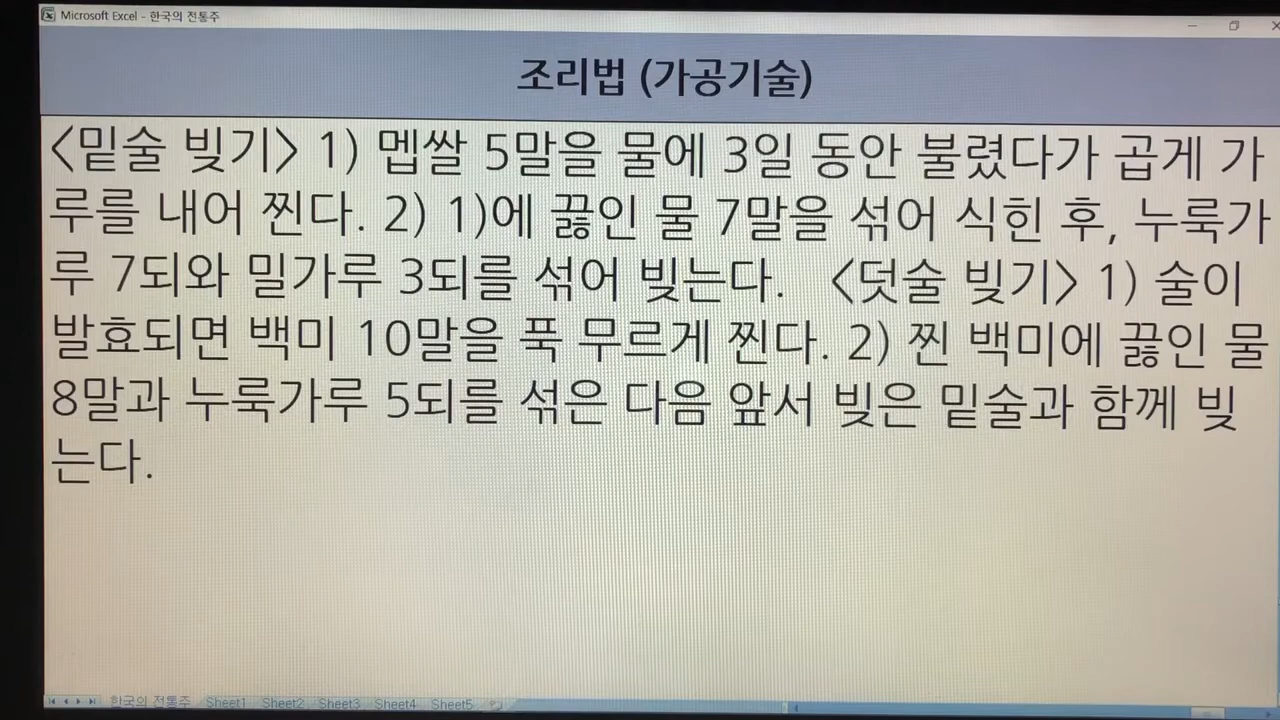 Microsoft Excel - 한국의 전통주
조리법 (가공기술)
<밑술 빚기> 1) 멥쌀 5말을 물에 3일 동안 불렸다가 곱게 가
루를 내어 찐다. 2) 1)에 끓인 물 7말을 섞어 식힌 후, 누룩가
루 7되와 밀가루 3되를 섞어 빚는다. <덧술 빚기> 1) 술이
발효되면 백미 10말을 푹 무르게 찐다. 2) 찐 백미에 끓인 물
8말과 누룩가루 5되를 섞은 다음 앞서 빚은 밑술과 함께 빚
는다.
한국의 전통주 Sheet1 Sheet2 Sheet3 Sheet4 Sheet5